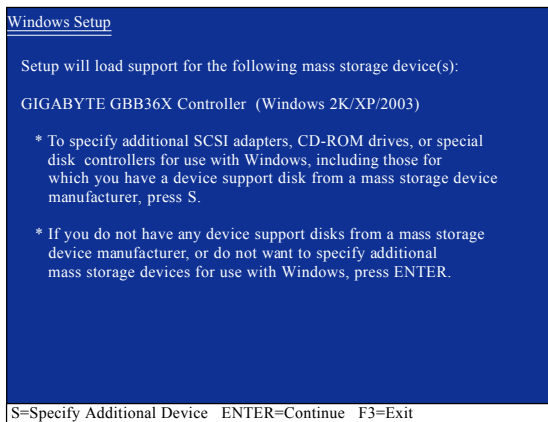 Windows Setup
Setup will load support for the following mass storage device(s):
GIGABYTE GBB36X Controller (Windows 2K/XP/2003)
* To specify additional SCSI adapters, CD-ROM drives, or special
disk controllers for use with Windows, including those for
which you have a device support disk from a mass storage device
manufacturer, press S.
* If you do not have any device support disks from a mass storage
device manufacturer, or do not want to specify additional
mass storage devices for use with Windows, press ENTER.
S=Specify Additional Device ENTER=Continue F3=Exit